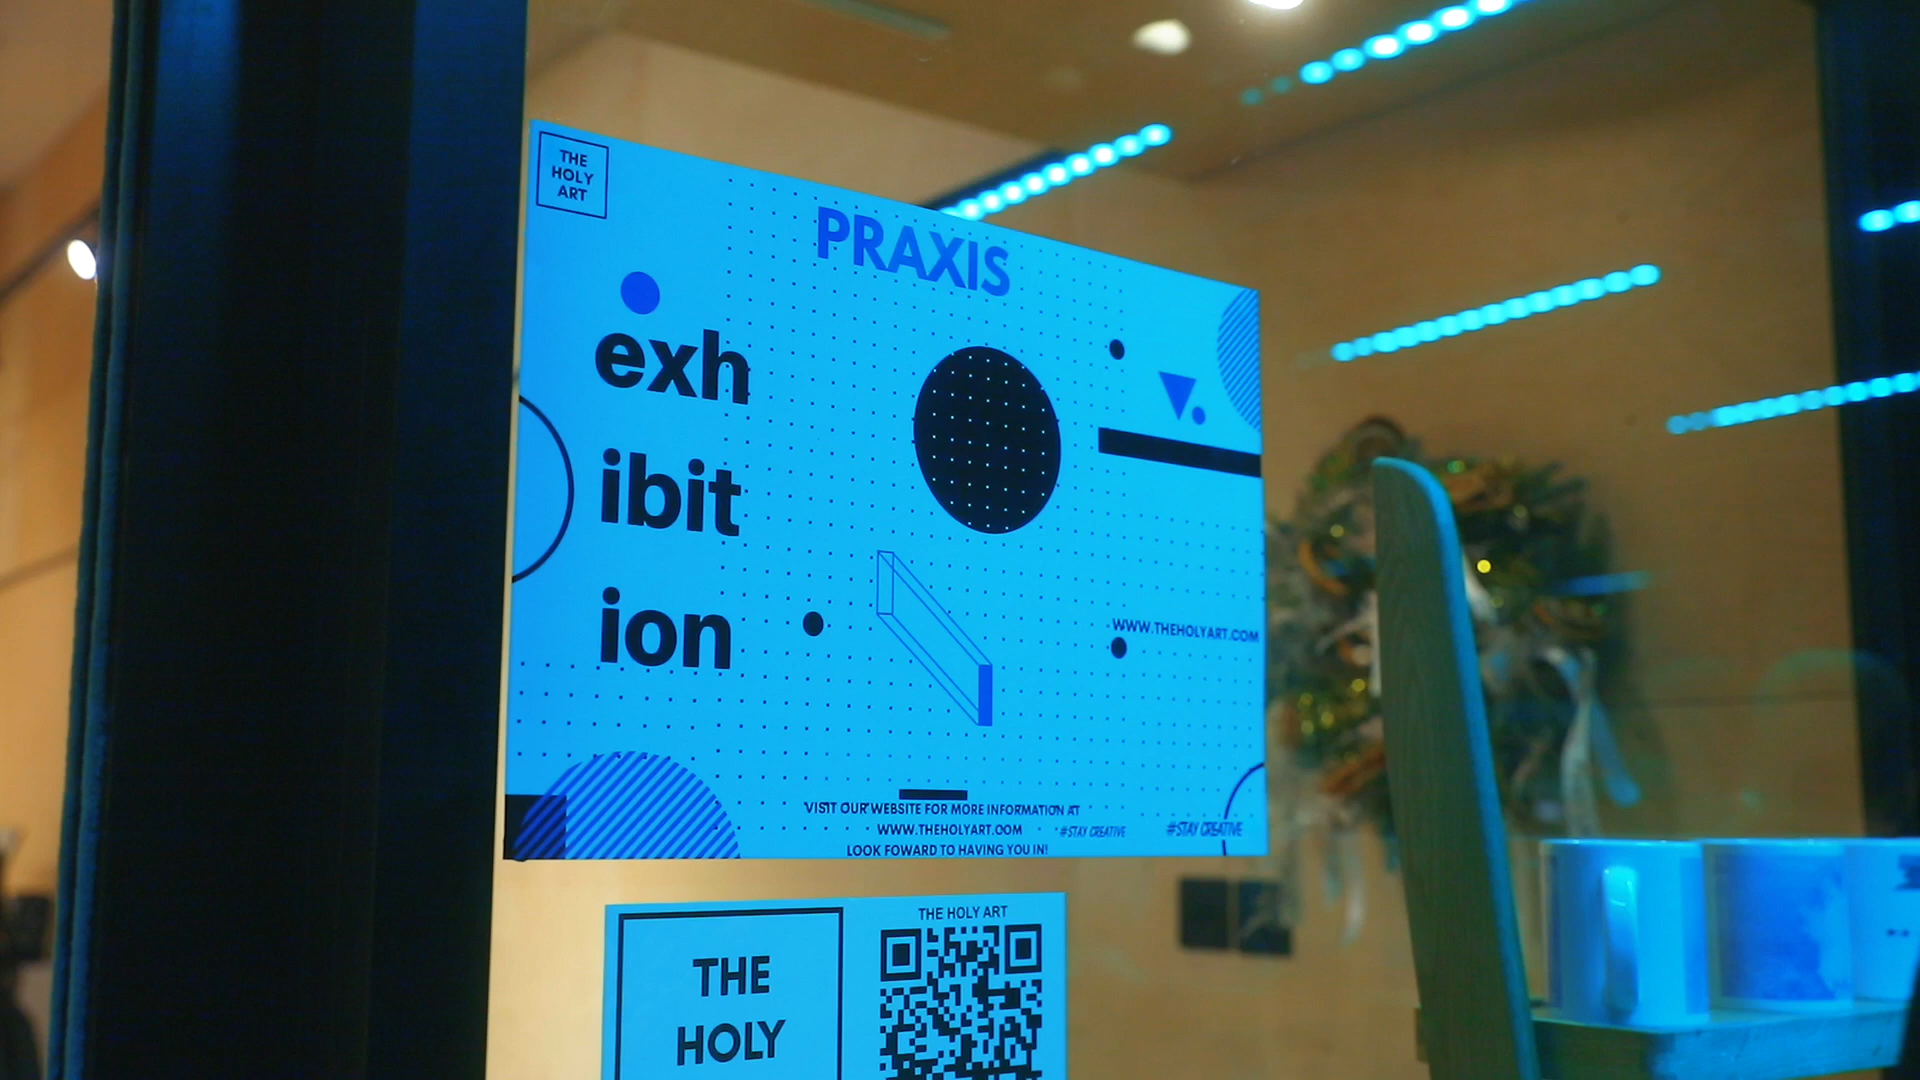 THE
HOLY
ART
PRAXIS
exh
ibit
ion
WWW.THEHOLYART.COM
VISIT OUR WEBSITE FOR MORE INFORMATION AT
WWW.THEHOLYART.OOM
#STAY CREATIVE
#STAY CREATIVE
LOOK FOWARD TO HAVING YOU IN!
THE HOLY ART
THE
HOLY